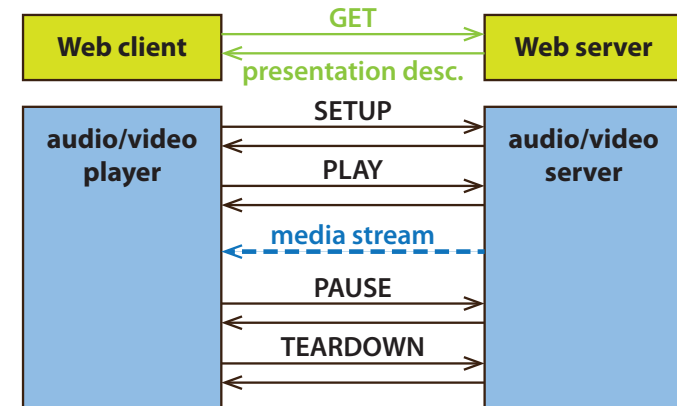 GET
Web client
Web server
presentation desc.
SETUP
audio/video
player
audio/video
server
PLAY
media stream
PAUSE
TEARDOWN